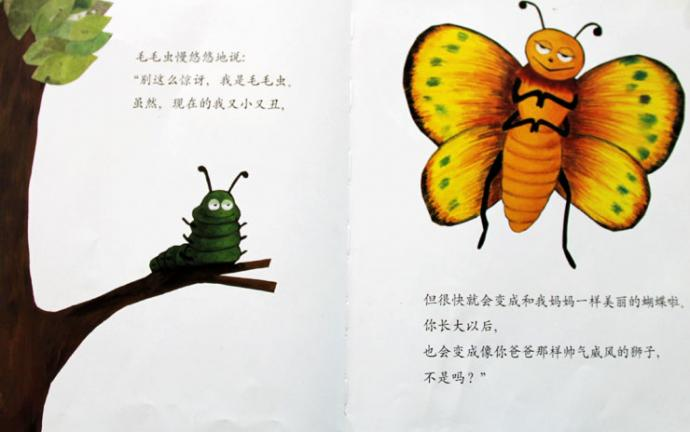 毛毛虫慢悠悠地说：
“别这么惊讶，我是毛毛虫。
虽然，现在的我又小又丑，
但很快就会变成和我妈妈一样美丽的蝴蝶啦。
你长大以后，
也会变成像你爸爸那样帅气威风的狮子，
不是吗？”